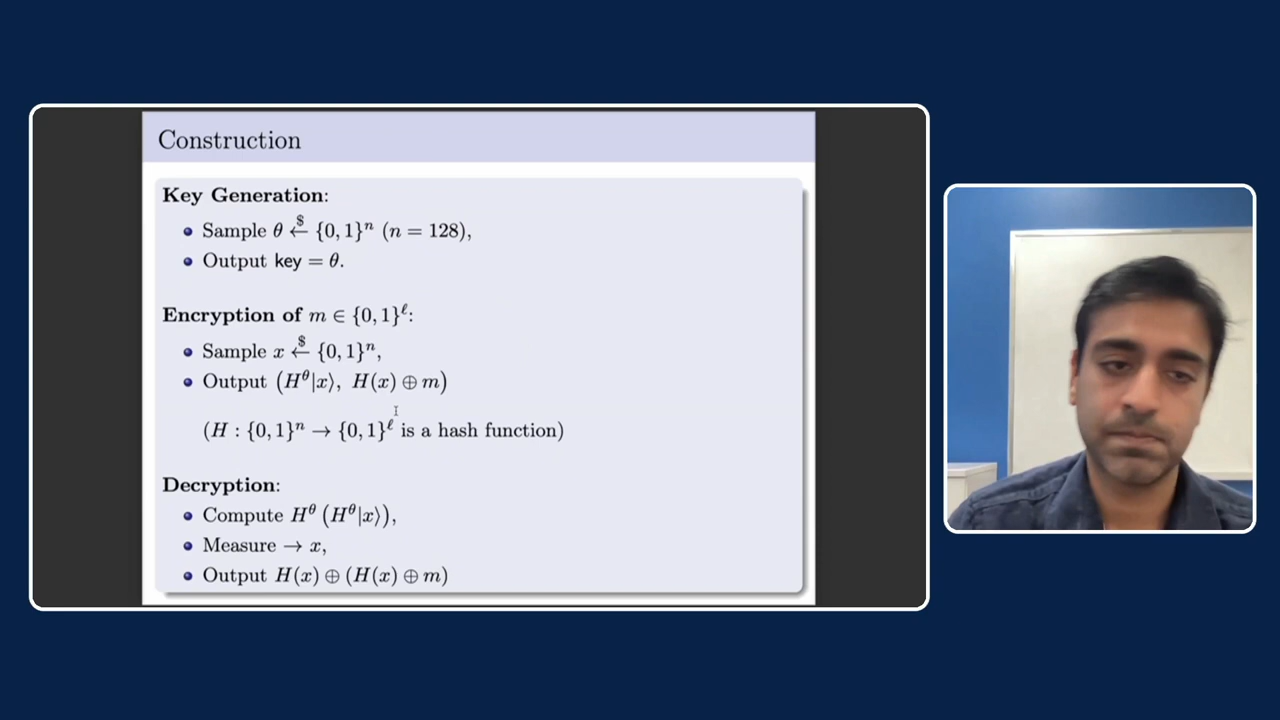 Construction
Key Generation:
• Sample θ ←$ {0, 1}ⁿ (n = 128),
• Output key = θ.
Encryption of m ∈ {0, 1}^ℓ:
• Sample x ←$ {0, 1}ⁿ,
• Output (H^θ|x⟩, H(x) ⊕ m)
(H : {0, 1}ⁿ → {0, 1}^ℓ is a hash function)
Decryption:
• Compute H^θ (H^θ|x⟩),
• Measure → x,
• Output H(x) ⊕ (H(x) ⊕ m)